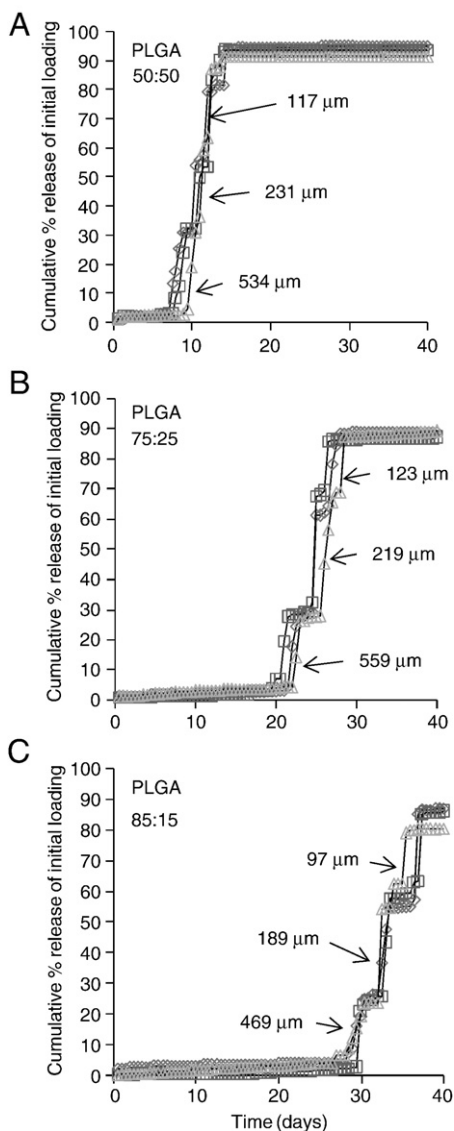 A
PLGA
50:50
Cumulative % release of initial loading
100
90
80
70
60
50
40
30
20
10
0
117 µm
231 µm
534 µm
0
10
20
30
40
B
PLGA
75:25
Cumulative % release of initial loading
100
90
80
70
60
50
40
30
20
10
0
123 µm
219 µm
559 µm
0
10
20
30
40
C
PLGA
85:15
Cumulative % release of initial loading
100
90
80
70
60
50
40
30
20
10
0
97 µm
189 µm
469 µm
0
10
20
30
40
Time (days)